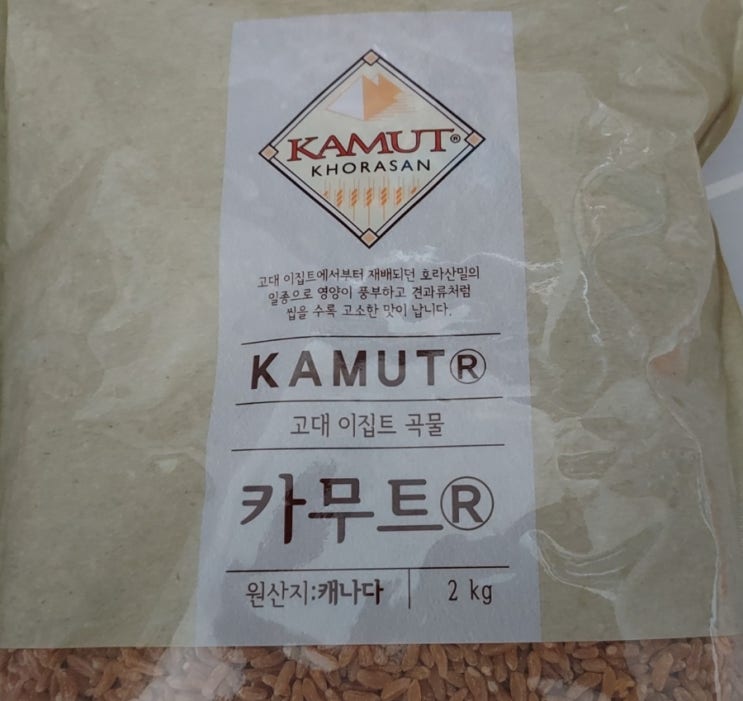 KAMUT®
KHORASAN
고대 이집트에서부터 재배되던 호라산밀의
일종으로 영양이 풍부하고 견과류처럼
씹을 수록 고소한 맛이 납니다.
KAMUT®
고대 이집트 곡물
카무트®
원산지:캐나다 | 2 kg